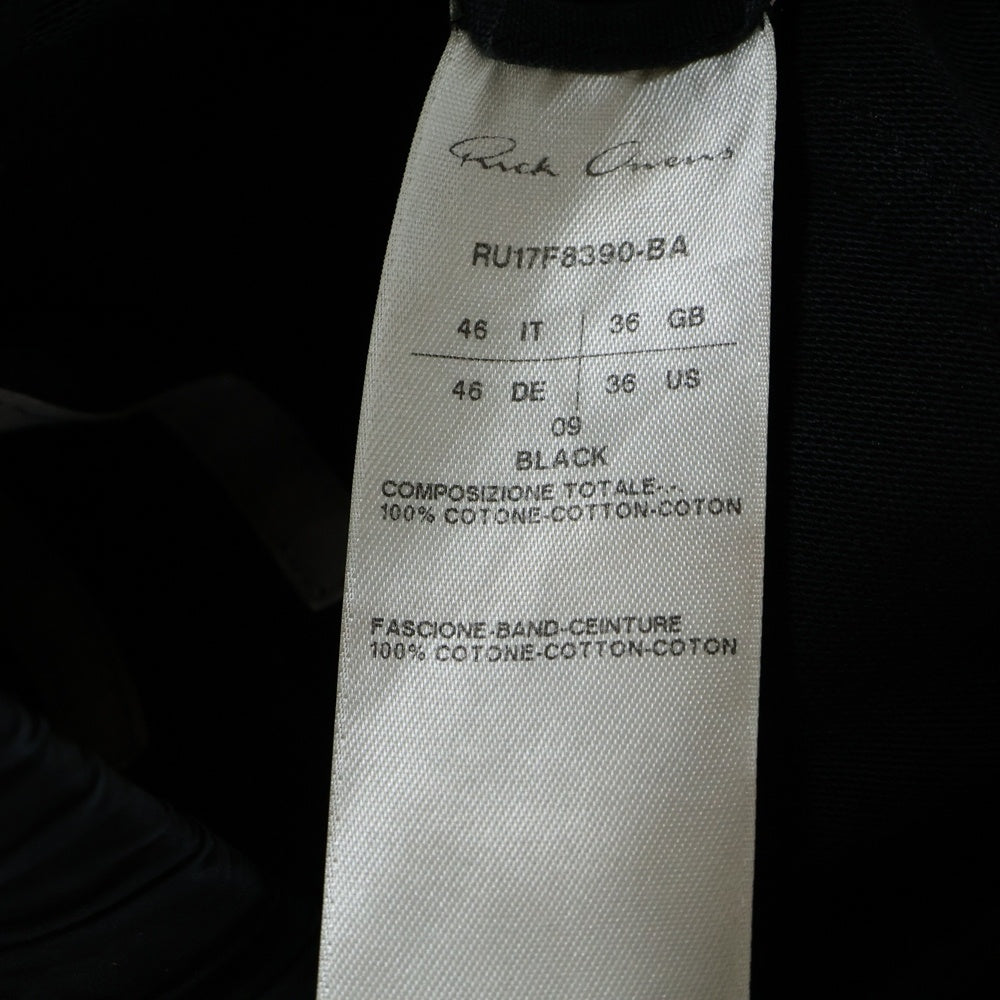 Rick Owens
RU17F8390-BA
46 IT 36 GB
46 DE 36 US
09
BLACK
COMPOSIZIONE TOTALE--.
100% COTONE-COTTON-COTON
FASCIONE-BAND-CEINTURE
100% COTONE-COTTON-COTON